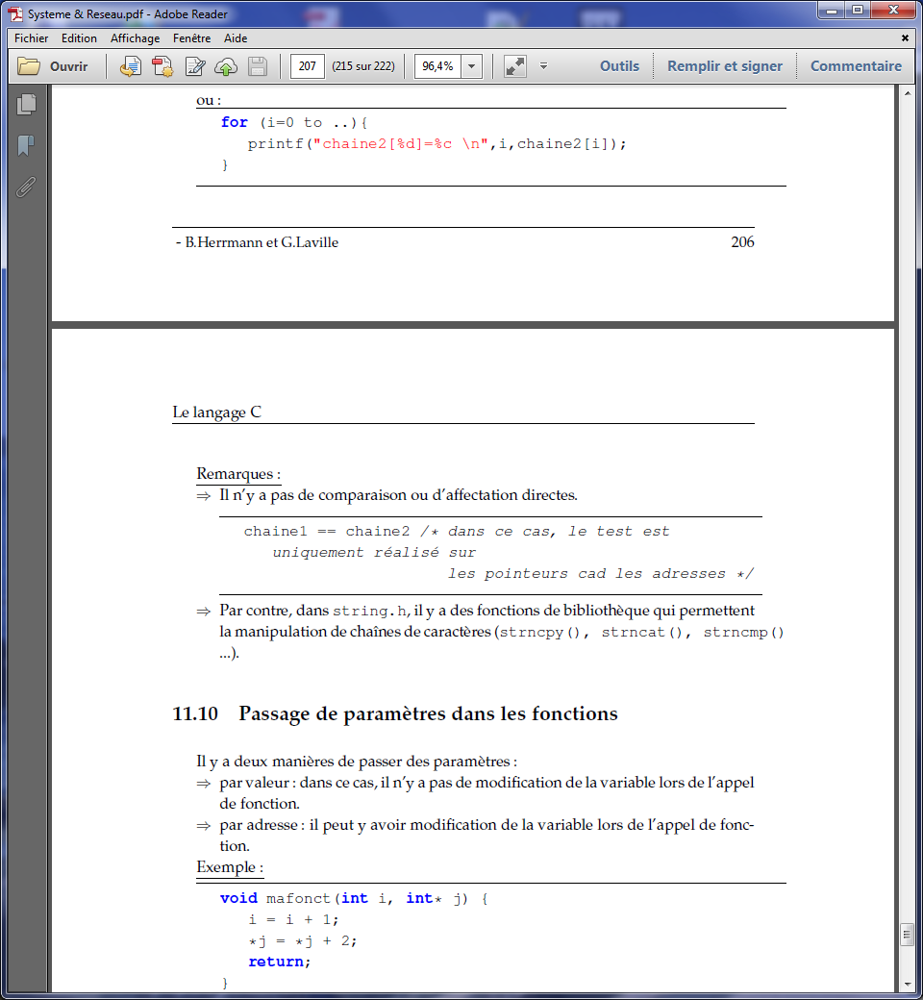 Systeme & Reseau.pdf - Adobe Reader
Fichier Edition Affichage Fenêtre Aide
Ouvrir 207 (215 sur 222) 96,4% Outils Remplir et signer Commentaire
ou :
for (i=0 to ..){
printf("chaine2[%d]=%c \n",i,chaine2[i]);
}
- B.Herrmann et G.Laville 206
Le langage C
Remarques :
⇒ Il n'y a pas de comparaison ou d'affectation directes.
chaine1 == chaine2 /* dans ce cas, le test est
uniquement réalisé sur
les pointeurs cad les adresses */
⇒ Par contre, dans string.h, il y a des fonctions de bibliothèque qui permettent
la manipulation de chaînes de caractères (strncpy(), strncat(), strncmp()
...).
11.10 Passage de paramètres dans les fonctions
Il y a deux manières de passer des paramètres :
⇒ par valeur : dans ce cas, il n'y a pas de modification de la variable lors de l'appel
de fonction.
⇒ par adresse : il peut y avoir modification de la variable lors de l'appel de fonc-
tion.
Exemple :
void mafonct(int i, int* j) {
i = i + 1;
*j = *j + 2;
return;
}